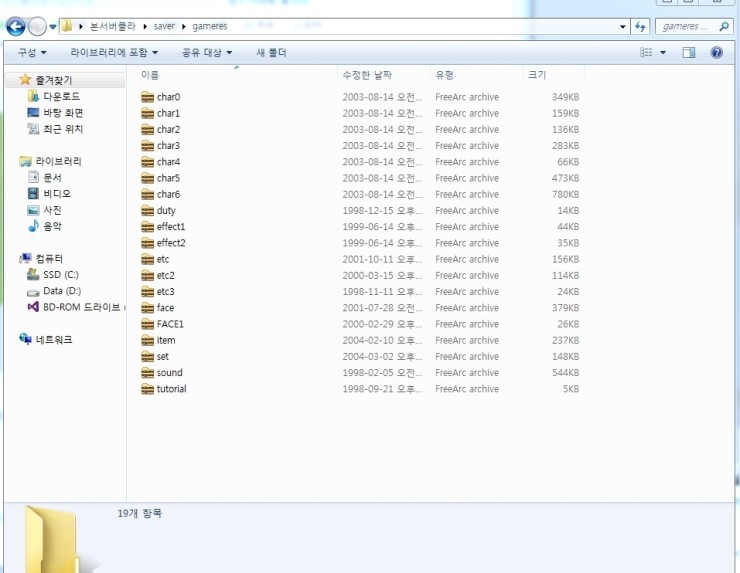 본서버클라 ▸ saver ▸ gameres
gameres ...
구성 라이브러리에 포함 공유 대상 새 폴더
이름 수정한 날짜 유형 크기
즐겨찾기
다운로드
바탕 화면
최근 위치
라이브러리
문서
비디오
사진
음악
컴퓨터
SSD (C:)
Data (D:)
BD-ROM 드라이브
네트워크
char0 2003-08-14 오전... FreeArc archive 349KB
char1 2003-08-14 오전... FreeArc archive 159KB
char2 2003-08-14 오전... FreeArc archive 136KB
char3 2003-08-14 오전... FreeArc archive 283KB
char4 2003-08-14 오전... FreeArc archive 66KB
char5 2003-08-14 오전... FreeArc archive 473KB
char6 2003-08-14 오전... FreeArc archive 780KB
duty 1998-12-15 오후... FreeArc archive 14KB
effect1 1999-06-14 오후... FreeArc archive 44KB
effect2 1999-06-14 오후... FreeArc archive 35KB
etc 2001-10-11 오후... FreeArc archive 156KB
etc2 2000-03-15 오후... FreeArc archive 114KB
etc3 1998-11-11 오후... FreeArc archive 24KB
face 2001-07-28 오전... FreeArc archive 379KB
FACE1 2000-02-29 오후... FreeArc archive 26KB
item 2004-02-10 오후... FreeArc archive 237KB
set 2004-03-02 오후... FreeArc archive 148KB
sound 1998-02-05 오전... FreeArc archive 544KB
tutorial 1998-09-21 오후... FreeArc archive 5KB
19개 항목